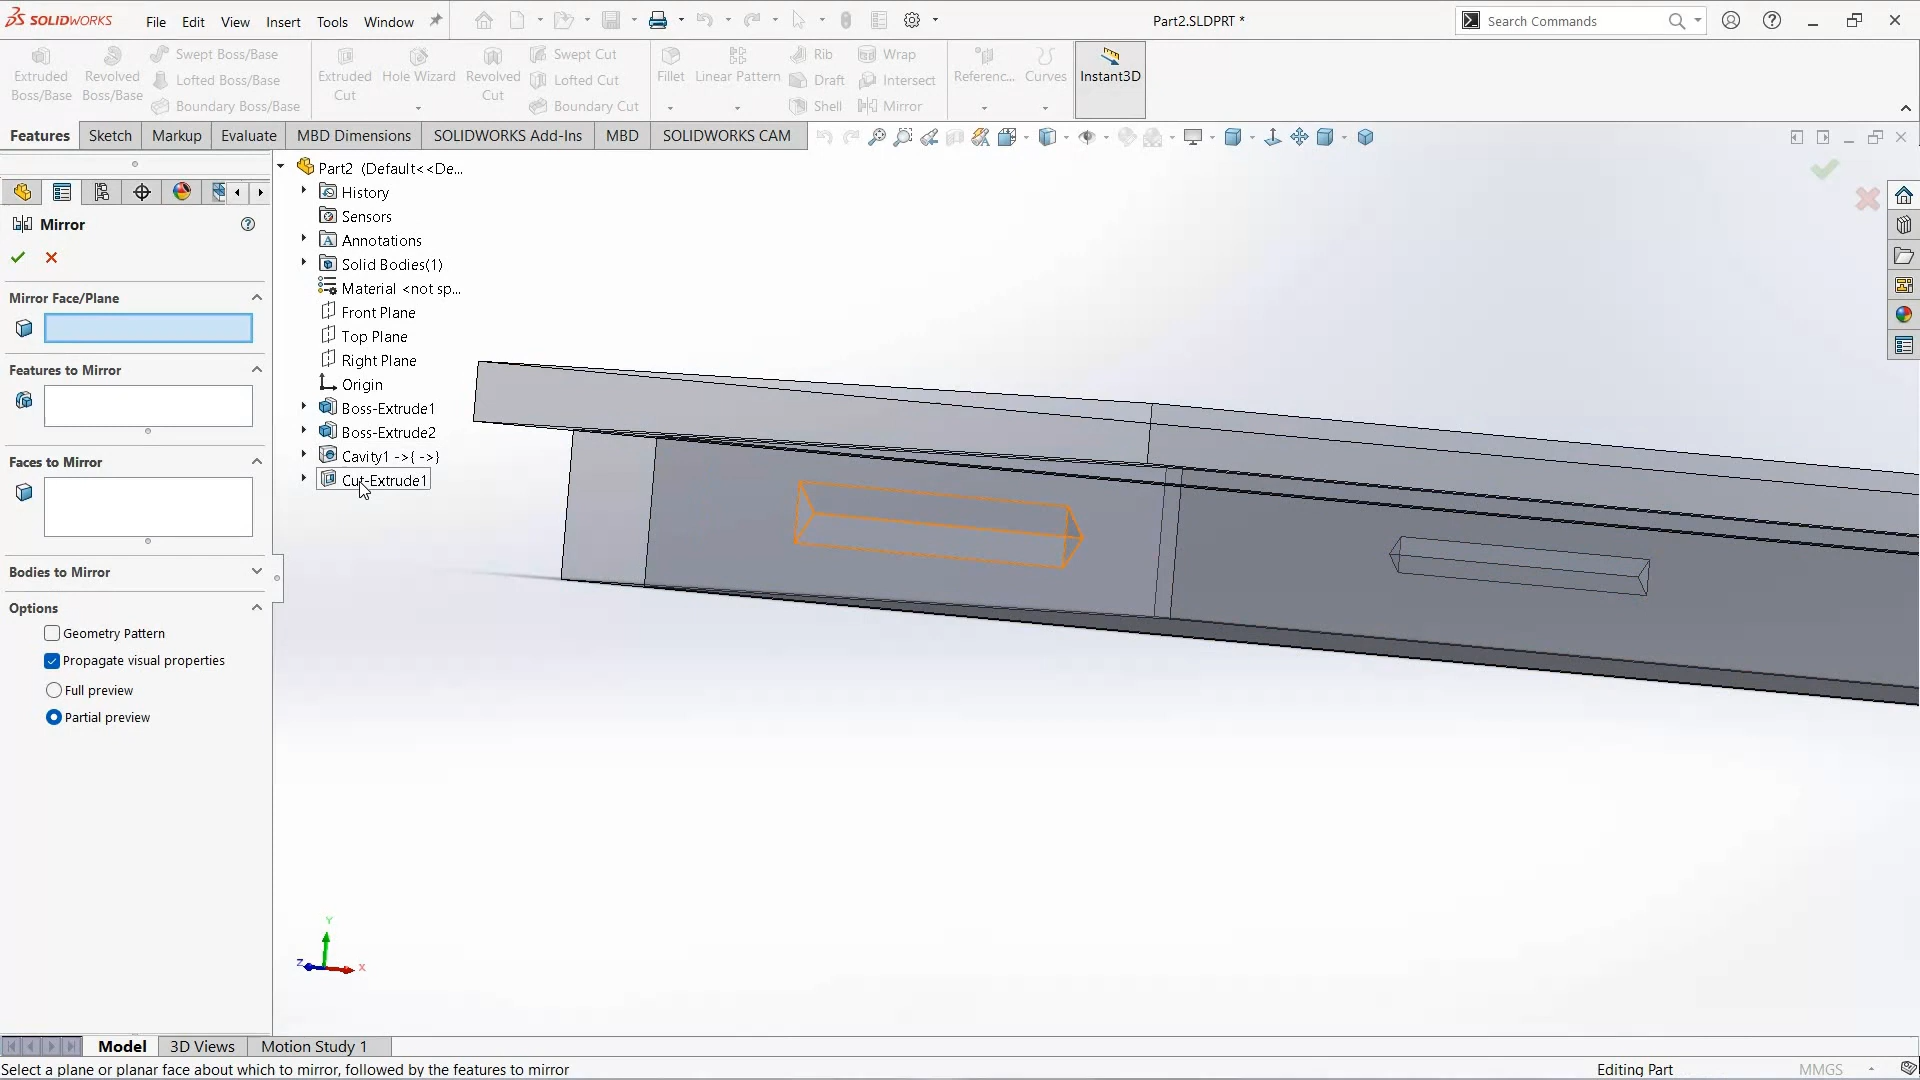 SOLIDWORKS File Edit View Insert Tools Window Part2.SLDPRT * Search Commands
Extruded Boss/Base
Revolved Boss/Base
Swept Boss/Base
Lofted Boss/Base
Boundary Boss/Base
Extruded Cut
Hole Wizard
Revolved Cut
Swept Cut
Lofted Cut
Boundary Cut
Fillet
Linear Pattern
Rib
Draft
Shell
Wrap
Intersect
Mirror
Referenc...
Curves
Instant3D
Features Sketch Markup Evaluate MBD Dimensions SOLIDWORKS Add-Ins MBD SOLIDWORKS CAM
Mirror
Mirror Face/Plane
Features to Mirror
Faces to Mirror
Bodies to Mirror
Options
Geometry Pattern
Propagate visual properties
Full preview
Partial preview
Part2 (Default<<De...
History
Sensors
Annotations
Solid Bodies(1)
Material <not sp...
Front Plane
Top Plane
Right Plane
Origin
Boss-Extrude1
Boss-Extrude2
Cavity1 ->{ ->}
Cut-Extrude1
Y
Z
X
Model 3D Views Motion Study 1
Select a plane or planar face about which to mirror, followed by the features to mirror Editing Part MMGS